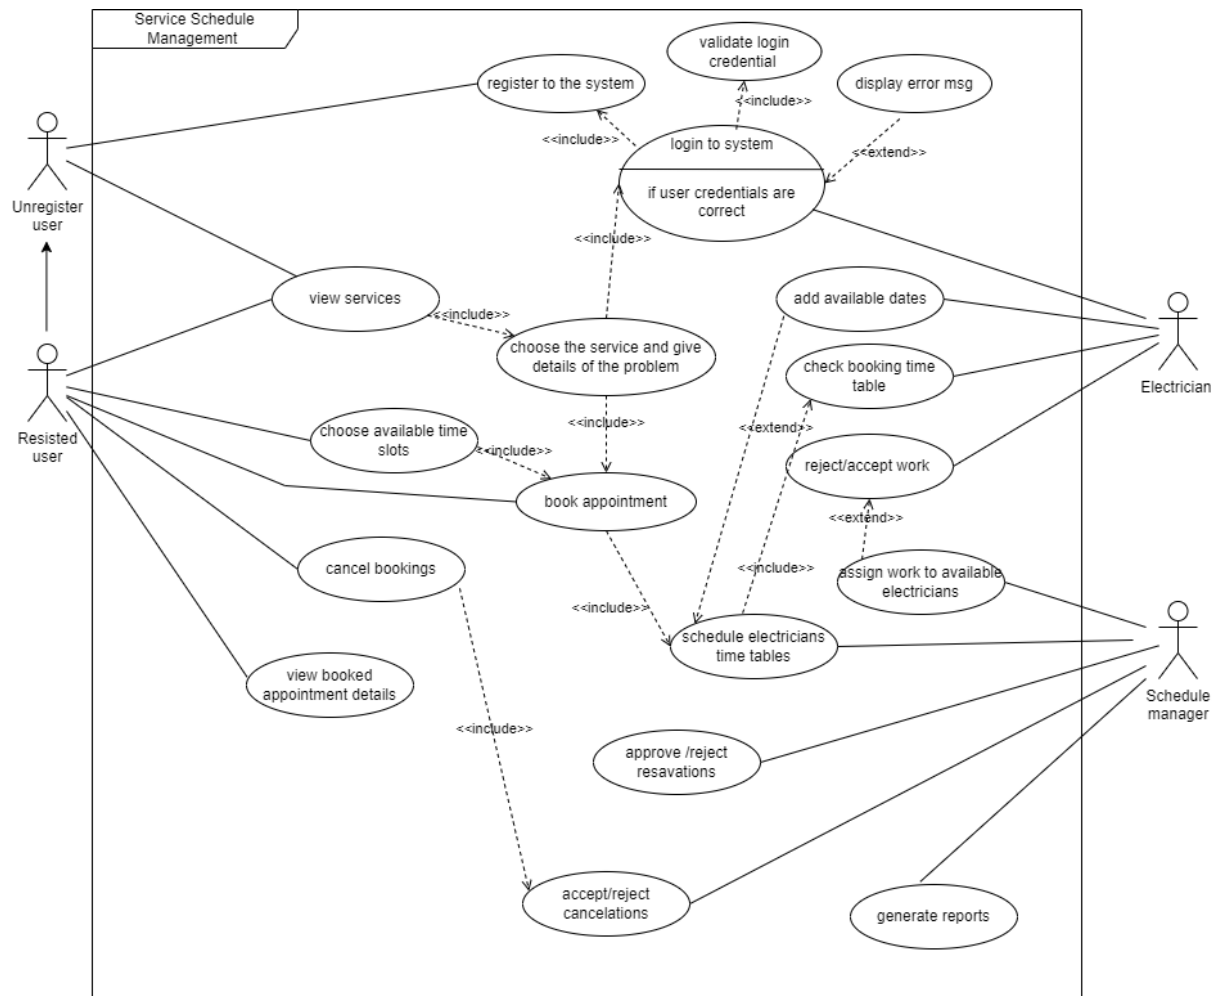 Service Schedule
Management
validate login
credential
register to the system
display error msg
<<include>>
<<include>>
login to system
<<extend>>
if user credentials are
correct
Unregister
user
<<include>>
view services
add available dates
<<include>>
choose the service and give
details of the problem
check booking time
table
Electrician
Resisted
user
choose available time
slots
<<include>>
<<extend>>
<<include>>
reject/accept work
book appointment
<<extend>>
cancel bookings
<<include>>
assign work to available
electricians
<<include>>
schedule electricians
time tables
view booked
appointment details
Schedule
manager
<<include>>
approve /reject
resavations
accept/reject
cancelations
generate reports